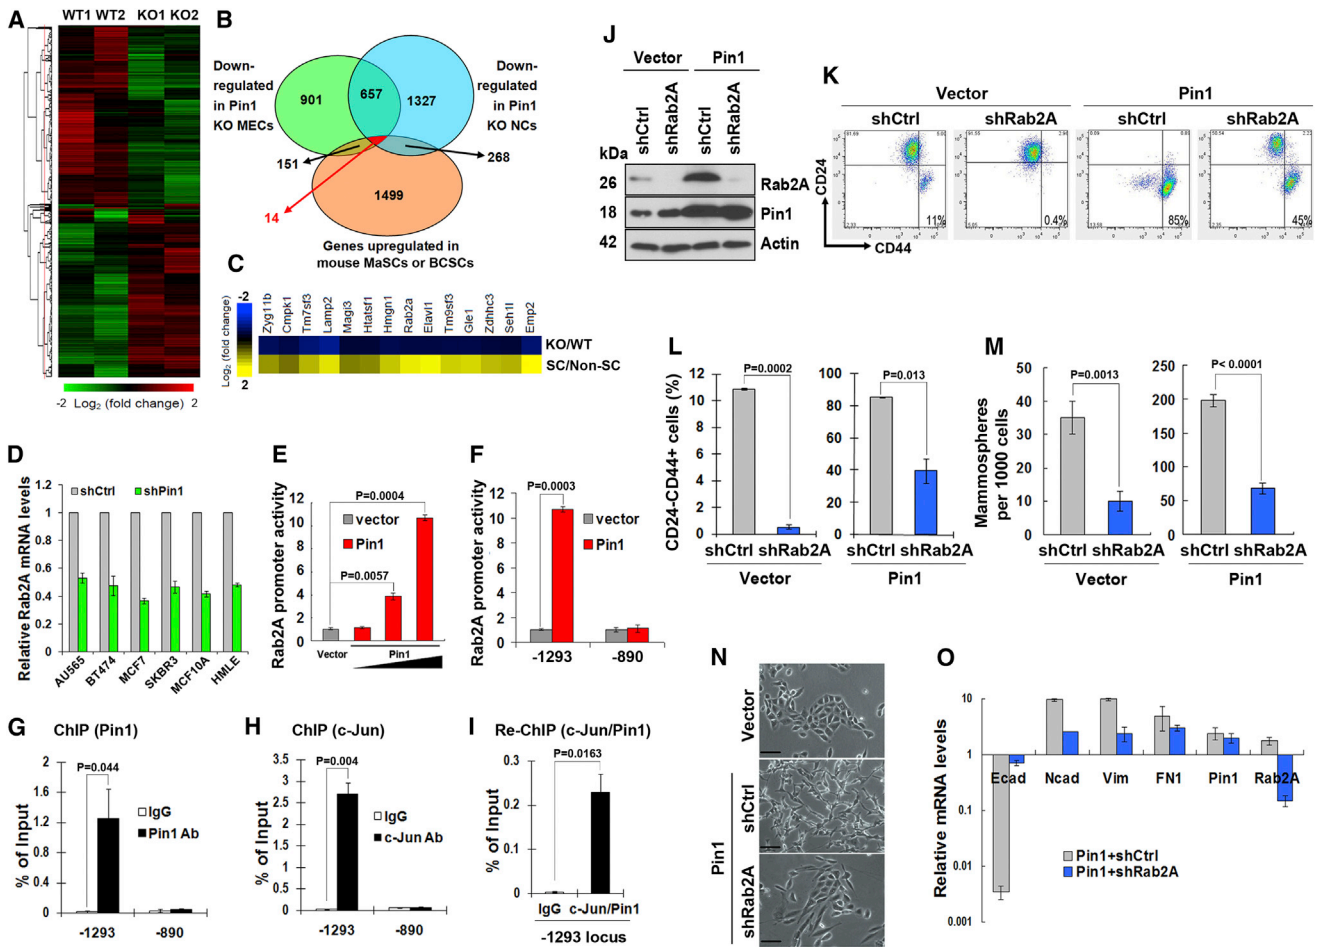 A
WT1 WT2 KO1 KO2
-2 Log2 (fold change) 2
B
Down-
regulated
in Pin1
KO MECs
901
657
1327
Down-
regulated
in Pin1
KO NCs
151
268
1499
14
Genes upregulated in
mouse MaSCs or BCSCs
C
Log2 (fold change)
-2
2
Zyg11b
Cmpk1
Tm7sf3
Lamp2
Magi3
Htatsf1
Hmgn1
Rab2a
Elavl1
Tm9sf3
Gle1
Zdhhc3
Seh1l
Emp2
KO/WT
SC/Non-SC
D
Relative Rab2A mRNA levels
shCtrl shPin1
1.2
1
0.8
0.6
0.4
0.2
0
AU565
BT474
MCF7
SKBR3
MCF10A
HMLE
E
Rab2A promoter activity
12
10
8
6
4
2
0
P=0.0004
vector
Pin1
P=0.0057
Vector Pin1
F
Rab2A promoter activity
12
10
8
6
4
2
0
P=0.0003
vector
Pin1
-1293 -890
G
ChIP (Pin1)
% of Input
2
1.6
1.2
0.8
0.4
0
P=0.044
IgG
Pin1 Ab
-1293 -890
H
ChIP (c-Jun)
% of Input
3.5
3
2.5
2
1.5
1
0.5
0
P=0.004
IgG
c-Jun Ab
-1293 -890
I
Re-ChIP (c-Jun/Pin1)
% of Input
0.3
0.2
0.1
0
P=0.0163
IgG c-Jun/Pin1
-1293 locus
J
Vector Pin1
shCtrl
shRab2A
shCtrl
shRab2A
kDa
26 Rab2A
18 Pin1
42 Actin
K
Vector Pin1
shCtrl shRab2A shCtrl shRab2A
CD24
CD44
11%
0.4%
85%
45%
L
CD24-CD44+ cells (%)
12
10
8
6
4
2
0
P=0.0002
shCtrl shRab2A
Vector
100
80
60
40
20
0
P=0.013
shCtrl shRab2A
Pin1
M
Mammospheres
per 1000 cells
50
40
30
20
10
0
P=0.0013
shCtrl shRab2A
Vector
250
200
150
100
50
0
P< 0.0001
shCtrl shRab2A
Pin1
N
Vector
shCtrl
shRab2A
Pin1
O
Relative mRNA levels
10
1
0.1
0.01
0.001
Ecad Ncad Vim FN1 Pin1 Rab2A
Pin1+shCtrl
Pin1+shRab2A